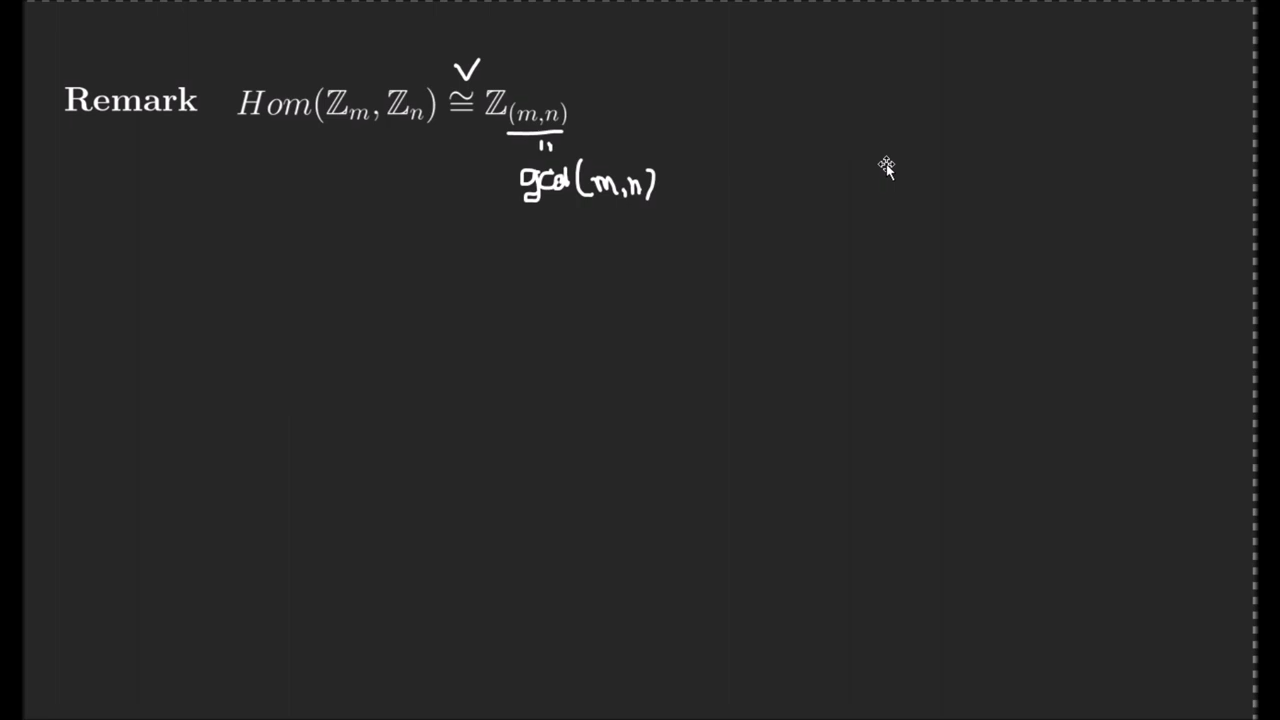 Remark Hom(ℤ_m, ℤ_n) ≅ ℤ_(m,n)
gcd(m,n)